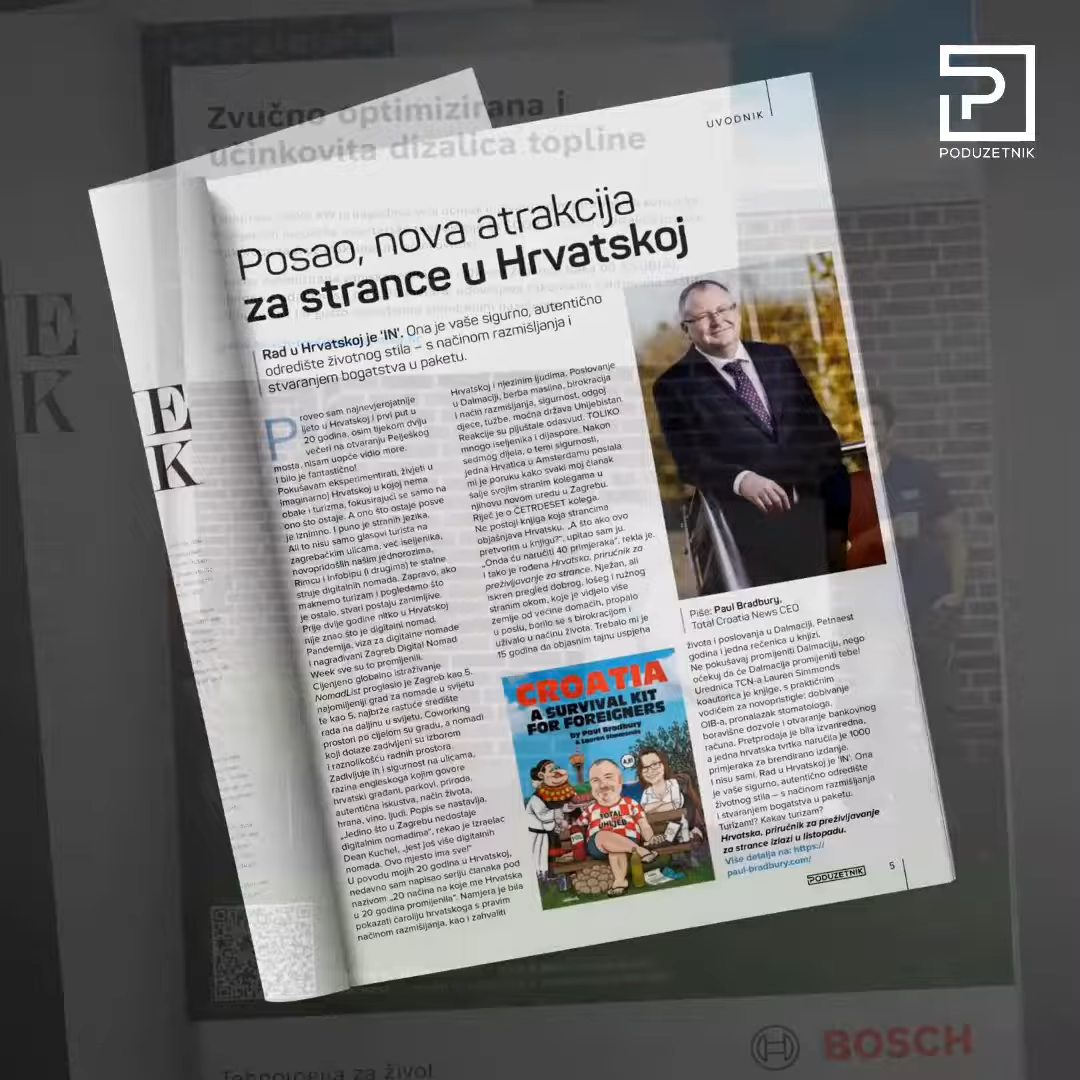 PODUZETNIK
Zvučno optimizirana i
učinkovita dizalica topline
UVODNIK
Posao, nova atrakcija
za strance u Hrvatskoj
Rad u Hrvatskoj je 'IN'. Ona je vaše sigurno, autentično
odredište životnog stila – s načinom razmišljanja i
stvaranjem bogatstva u paketu.
Proveo sam najnevjerojatnije
ljeto u Hrvatskoj i prvi put u
20 godina, osim tijekom dviju
večeri na otvaranju Pelješkog
mosta, nisam uopće vidio more.
I bilo je fantastično!
Pokušavam eksperimentirati, živjeti u
imaginarnoj Hrvatskoj u kojoj nema
obale i turizma, fokusirajući se samo na
ono što ostaje. A ono što ostaje posve
je iznimno. I puno je stranih jezika.
Ali to nisu samo glasovi turista na
zagrebačkim ulicama, već iseljenika,
novopridošlih našim jednorozima,
Rimcu i Infobipu (i drugima) te stalne
struje digitalnih nomada. Zapravo, ako
maknemo turizam i pogledamo što
je ostalo, stvari postaju zanimljive.
Prije dvije godine nitko u Hrvatskoj
nije znao što je digitalni nomad.
Pandemija, viza za digitalne nomade
i nagrađivani Zagreb Digital Nomad
Week sve su to promijenili.
Cijenjeno globalno istraživanje
NomadList proglasio je Zagreb kao 5.
najomiljeniji grad za nomade u svijetu
te kao 5. najbrže rastuće središte
rada na daljinu u svijetu. Coworking
prostori po cijelom su gradu, a nomadi
koji dolaze zadivljeni su izborom
i raznolikošću radnih prostora.
Zadivljuje ih i sigurnost na ulicama,
razina engleskoga kojim govore
hrvatski građani, parkovi, priroda,
autentična iskustva, način života,
hrana, vino, ljudi. Popis se nastavlja.
„Jedino što u Zagrebu nedostaje
digitalnim nomadima", rekao je Izraelac
Dean Kuchel, „jest još više digitalnih
nomada. Ovo mjesto ima sve!"
U povodu mojih 20 godina u Hrvatskoj,
nedavno sam napisao seriju članaka pod
nazivom „20 načina na koje me Hrvatska
u 20 godina promijenila". Namjera je bila
pokazati čaroliju hrvatskoga s pravim
načinom razmišljanja, kao i zahvaliti
Hrvatskoj i njezinim ljudima. Poslovanje
u Dalmaciji, berba maslina, birokracija
i način razmišljanja, sigurnost, odgoj
djece, tužbe, moćna država Unijebistan.
Reakcije su pljuštale odasvud. TOLIKO
mnogo iseljenika i dijaspore. Nakon
sedmog dijela, o temi sigurnosti,
jedna Hrvatica u Amsterdamu poslala
mi je poruku kako svaki moj članak
šalje svojim stranim kolegama u
njihovu novom uredu u Zagrebu.
Riječ je o ČETRDESET kolega.
Ne postoji knjiga koja strancima
objašnjava Hrvatsku. „A što ako ovo
pretvorim u knjigu?", upitao sam ju.
„Onda ću naručiti 40 primjeraka", rekla je.
I tako je rođena Hrvatska, priručnik za
preživljavanje za strance. Nježan, ali
iskren pregled dobrog, lošeg i ružnog
stranim okom, koje je vidjelo više
zemlje od većine domaćih, propalo
u poslu, borilo se s birokracijom i
uživalo u načinu života. Trebalo mi je
15 godina da objasnim tajnu uspjeha
CROATIA
A SURVIVAL KIT
FOR FOREIGNERS
by Paul Bradbury
& Lauren Simmonds
AJB!
TOTAL
UHLJEB
Piše: Paul Bradbury,
Total Croatia News CEO
života i poslovanja u Dalmaciji. Petnaest
godina i jedna rečenica u knjizi.
Ne pokušavaj promijeniti Dalmaciju, nego
očekuj da će Dalmacija promijeniti tebe!
Urednica TCN-a Lauren Simmonds
koautorica je knjige, s praktičnim
vodičem za novopristigle: dobivanje
OIB-a, pronalazak stomatologa,
boravišne dozvole i otvaranje bankovnog
računa. Pretprodaja je bila izvanredna,
a jedna hrvatska tvrtka naručila je 1000
primjeraka za brendirano izdanje.
I nisu sami. Rad u Hrvatskoj je 'IN'. Ona
je vaše sigurno, autentično odredište
životnog stila – s načinom razmišljanja
i stvaranjem bogatstva u paketu.
Turizam!? Kakav turizam?
Hrvatska, priručnik za preživljavanje
za strance izlazi u listopadu.
Više detalja na: https://
paul-bradbury.com/
PODUZETNIK
5
E
K
E
K
BOSCH
Tehnologija za život